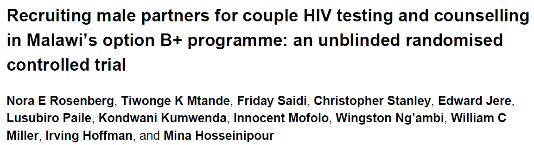 Recruiting male partners for couple HIV testing and counselling
in Malawi's option B+ programme: an unblinded randomised
controlled trial
Nora E Rosenberg, Tiwonge K Mtande, Friday Saidi, Christopher Stanley, Edward Jere,
Lusubiro Paile, Kondwani Kumwenda, Innocent Mofolo, Wingston Ng'ambi, William C
Miller, Irving Hoffman, and Mina Hosseinipour